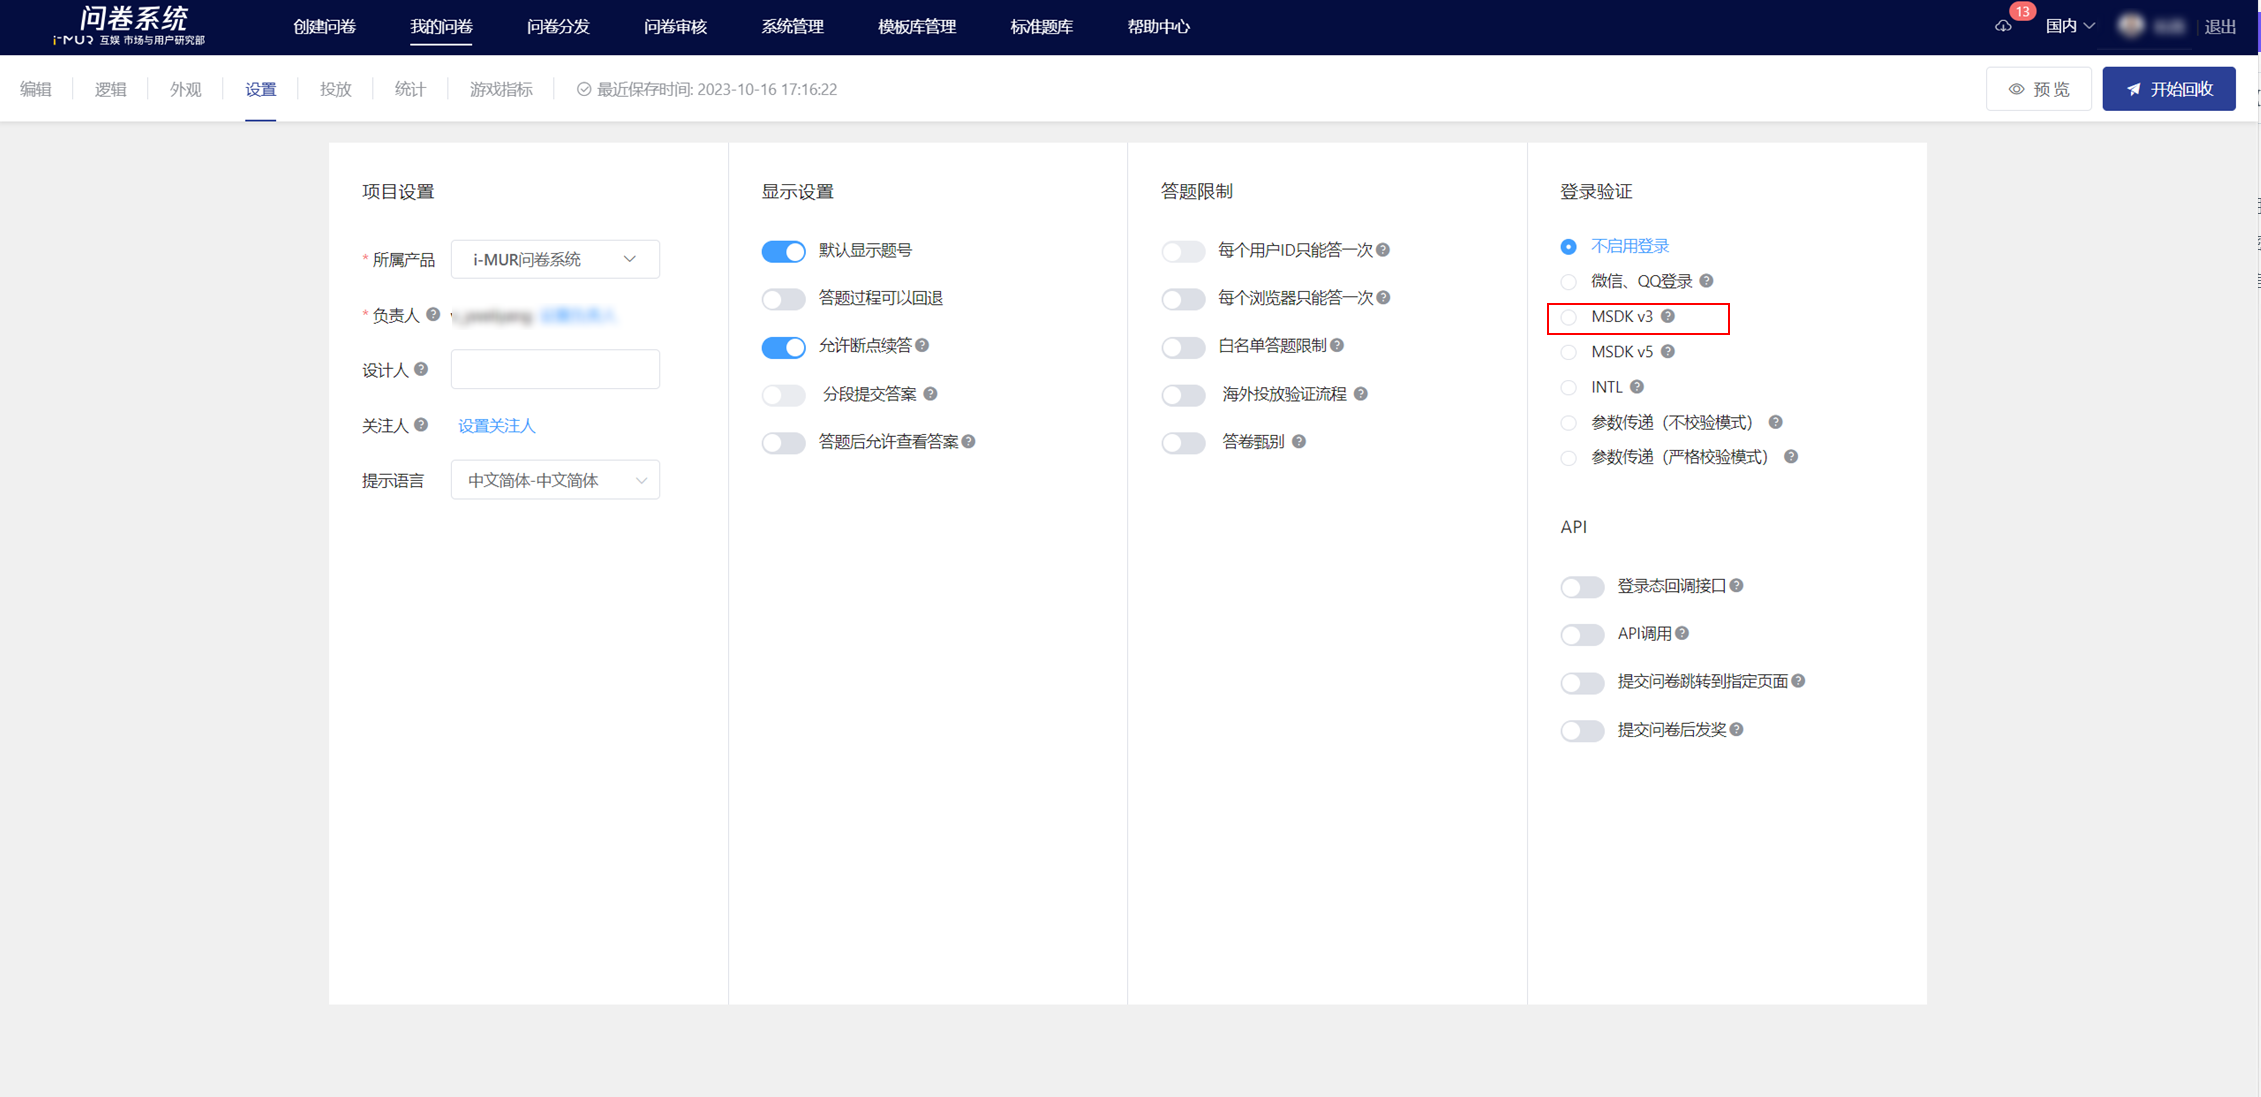 问卷系统
i-MUR 互娱 市场与用户研究部
创建问卷
我的问卷
问卷分发
问卷审核
系统管理
模板库管理
标准题库
帮助中心
13
国内
退出
编辑
逻辑
外观
设置
投放
统计
游戏指标
最近保存时间: 2023-10-16 17:16:22
预 览
开始回收
项目设置
* 所属产品
i-MUR问卷系统
* 负责人
设计人
关注人
设置关注人
提示语言
中文简体-中文简体
显示设置
默认显示题号
答题过程可以回退
允许断点续答
分段提交答案
答题后允许查看答案
答题限制
每个用户ID只能答一次
每个浏览器只能答一次
白名单答题限制
海外投放验证流程
答卷甄别
登录验证
不启用登录
微信、QQ登录
MSDK v3
MSDK v5
INTL
参数传递（不校验模式）
参数传递（严格校验模式）
API
登录态回调接口
API调用
提交问卷跳转到指定页面
提交问卷后发奖